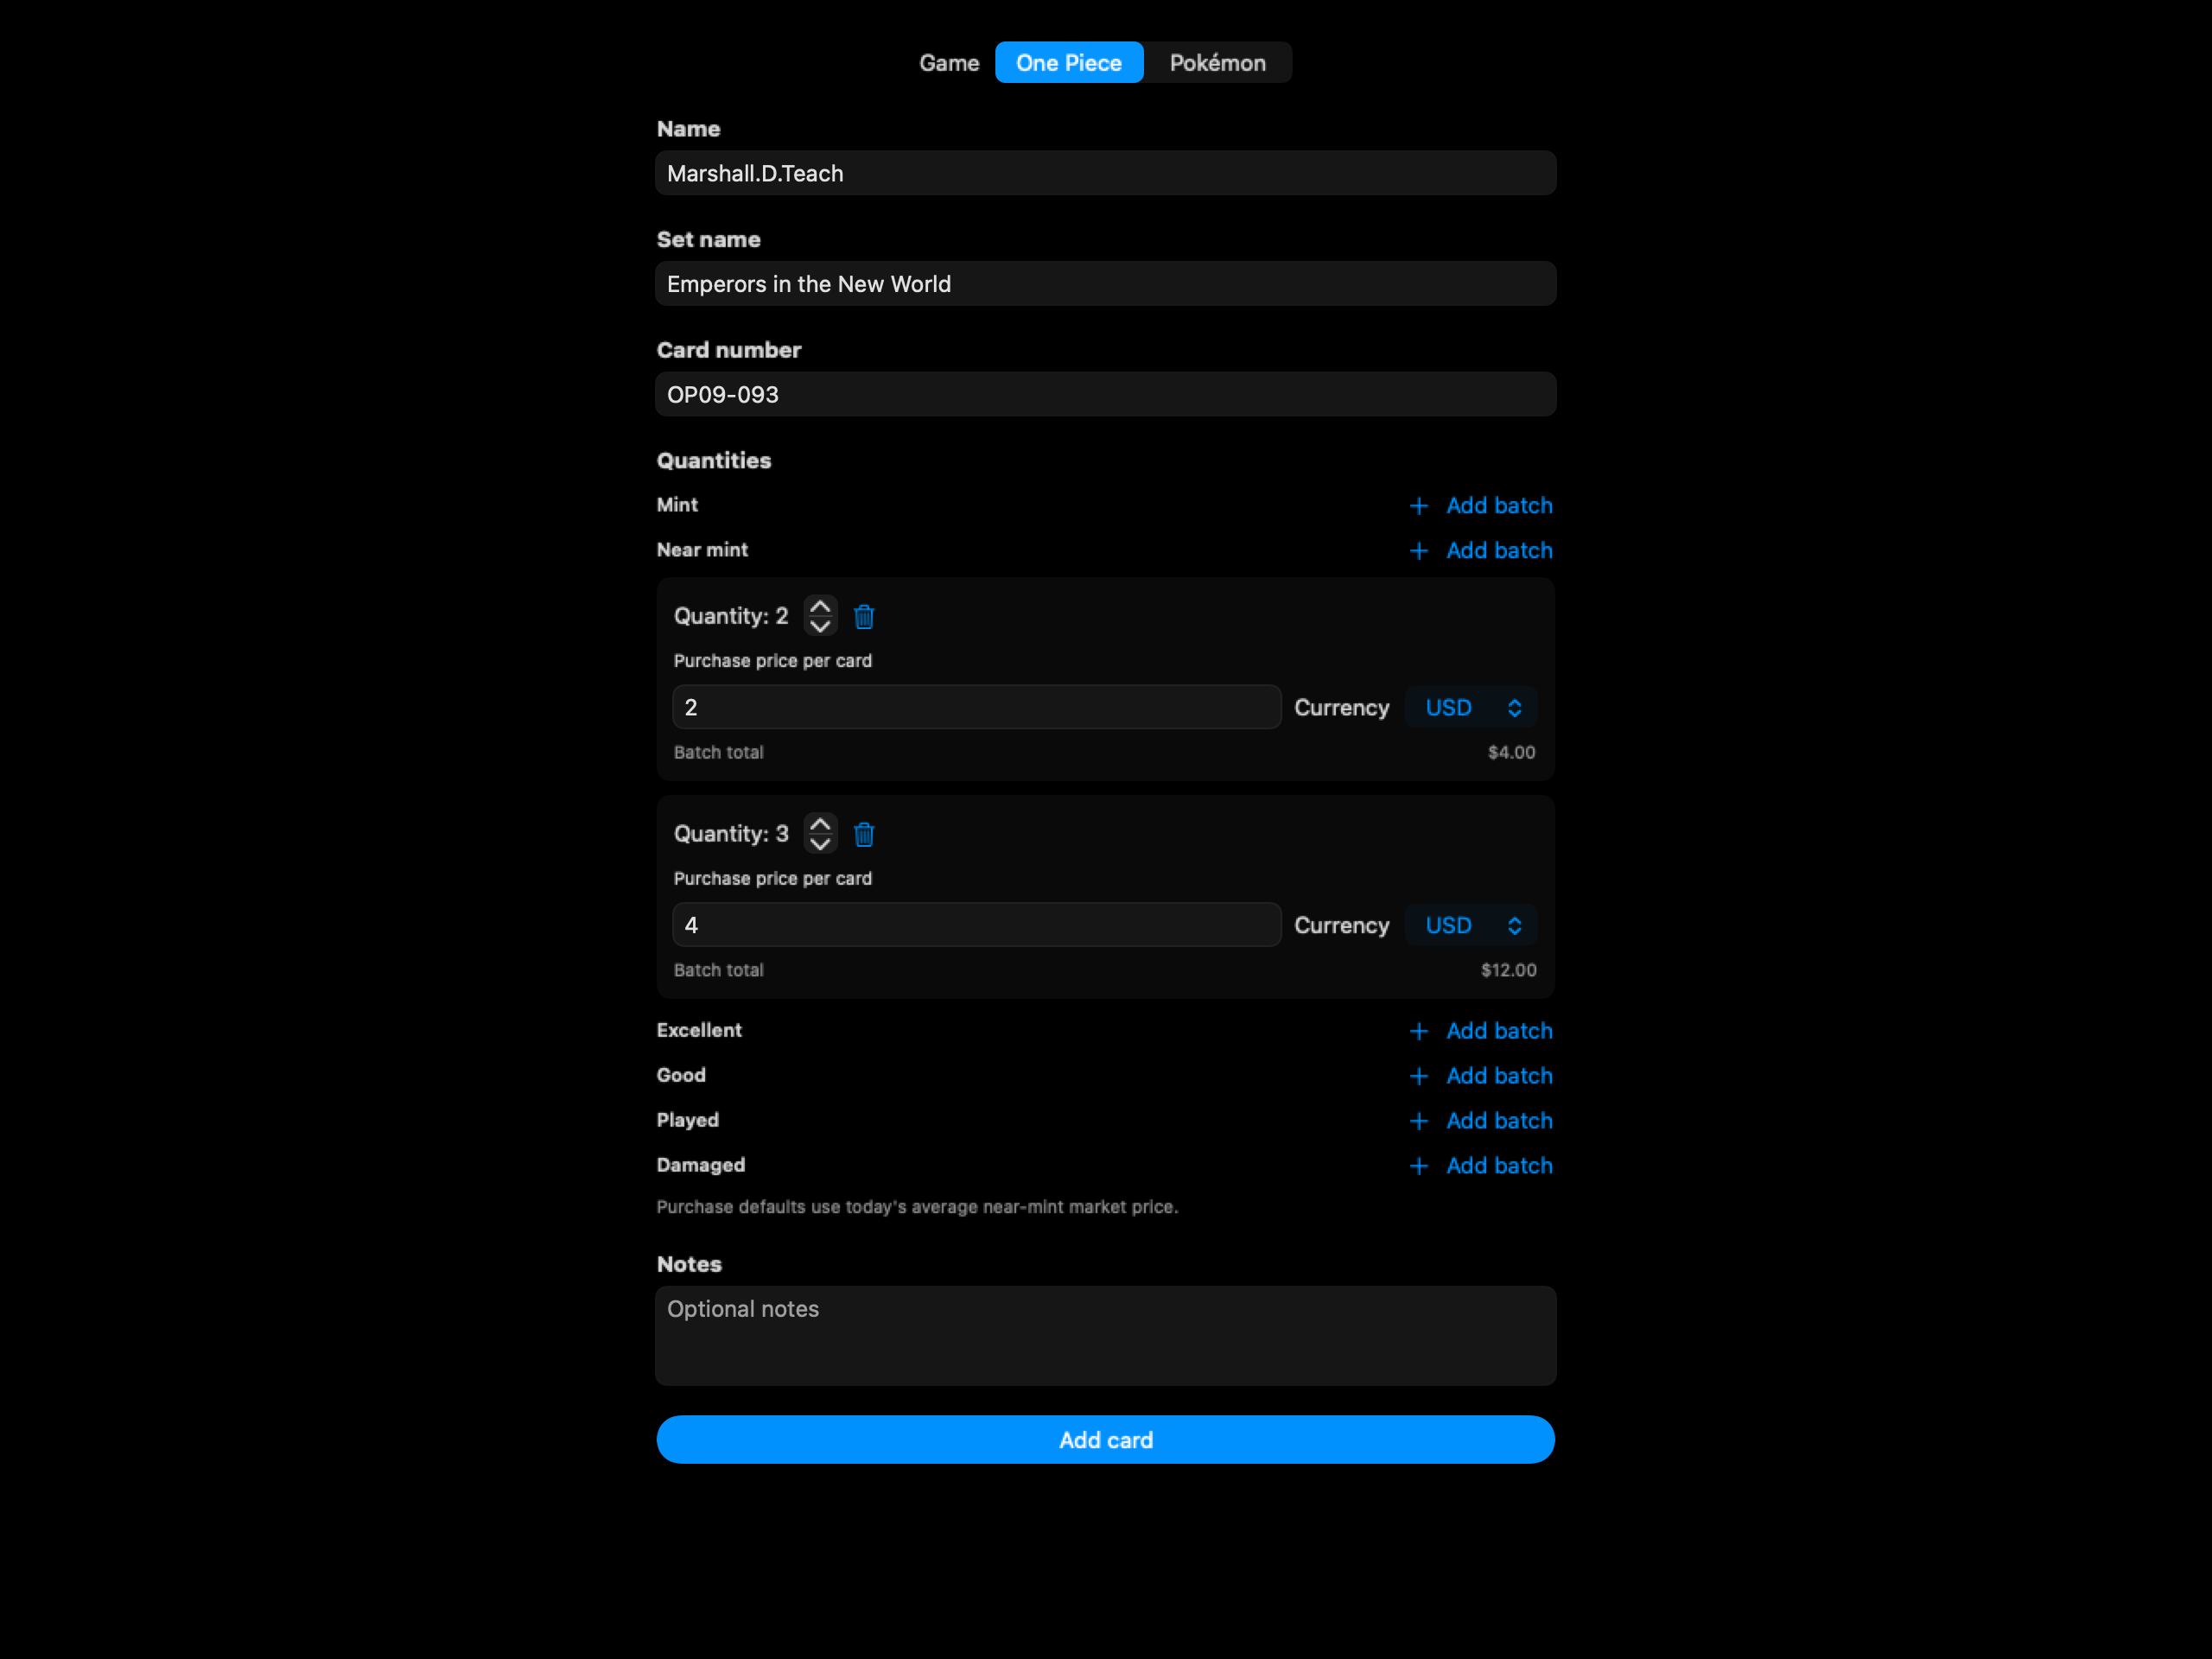 Game One Piece Pokémon
Name
Marshall.D.Teach
Set name
Emperors in the New World
Card number
OP09-093
Quantities
Mint + Add batch
Near mint + Add batch
Quantity: 2
Purchase price per card
2 Currency USD
Batch total $4.00
Quantity: 3
Purchase price per card
4 Currency USD
Batch total $12.00
Excellent + Add batch
Good + Add batch
Played + Add batch
Damaged + Add batch
Purchase defaults use today's average near-mint market price.
Notes
Optional notes
Add card